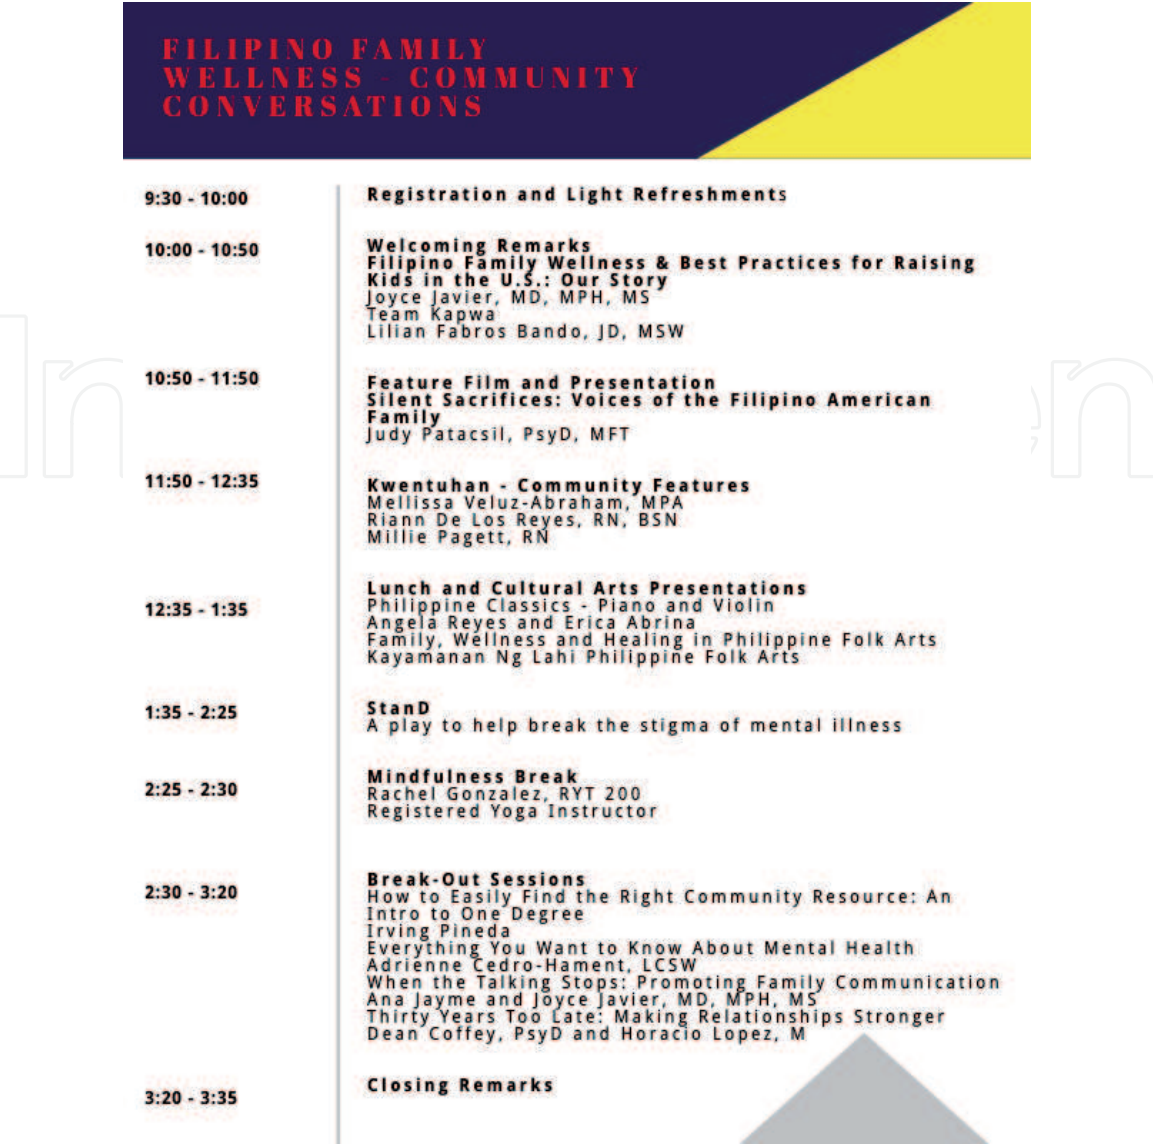 FILIPINO FAMILY
WELLNESS - COMMUNITY
CONVERSATIONS
9:30 - 10:00
Registration and Light Refreshments
10:00 - 10:50
Welcoming Remarks
Filipino Family Wellness & Best Practices for Raising
Kids in the U.S.: Our Story
Joyce Javier, MD, MPH, MS
Team Kapwa
Lilian Fabros Bando, JD, MSW
10:50 - 11:50
Feature Film and Presentation
Silent Sacrifices: Voices of the Filipino American
Family
Judy Patacsil, PsyD, MFT
11:50 - 12:35
Kwentuhan - Community Features
Mellissa Veluz-Abraham, MPA
Riann De Los Reyes, RN, BSN
Millie Pagett, RN
12:35 - 1:35
Lunch and Cultural Arts Presentations
Philippine Classics - Piano and Violin
Angela Reyes and Erica Abrina
Family, Wellness and Healing in Philippine Folk Arts
Kayamanan Ng Lahi Philippine Folk Arts
1:35 - 2:25
StanD
A play to help break the stigma of mental illness
2:25 - 2:30
Mindfulness Break
Rachel Gonzalez, RYT 200
Registered Yoga Instructor
2:30 - 3:20
Break-Out Sessions
How to Easily Find the Right Community Resource: An
Intro to One Degree
Irving Pineda
Everything You Want to Know About Mental Health
Adrienne Cedro-Hament, LCSW
When the Talking Stops: Promoting Family Communication
Ana Jayme and Joyce Javier, MD, MPH, MS
Thirty Years Too Late: Making Relationships Stronger
Dean Coffey, PsyD and Horacio Lopez, M
3:20 - 3:35
Closing Remarks